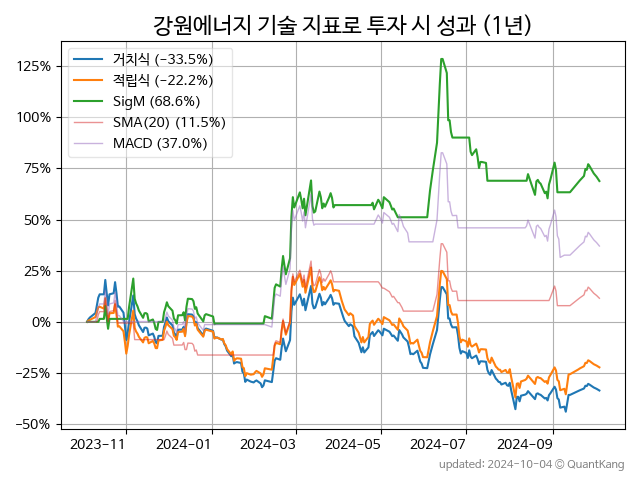 강원에너지 기술 지표로 투자 시 성과 (1년)
거치식 (-33.5%)
적립식 (-22.2%)
SigM (68.6%)
SMA(20) (11.5%)
MACD (37.0%)
125%
100%
75%
50%
25%
0%
−25%
−50%
2023-11 2024-01 2024-03 2024-05 2024-07 2024-09
updated: 2024-10-04 © QuantKang